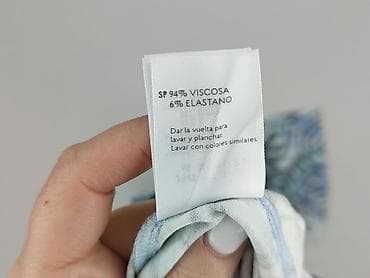 SP 94% VISCOSA
6% ELASTANO
Dar la vuelta para
lavar y planchar.
Lavar con colores similares.